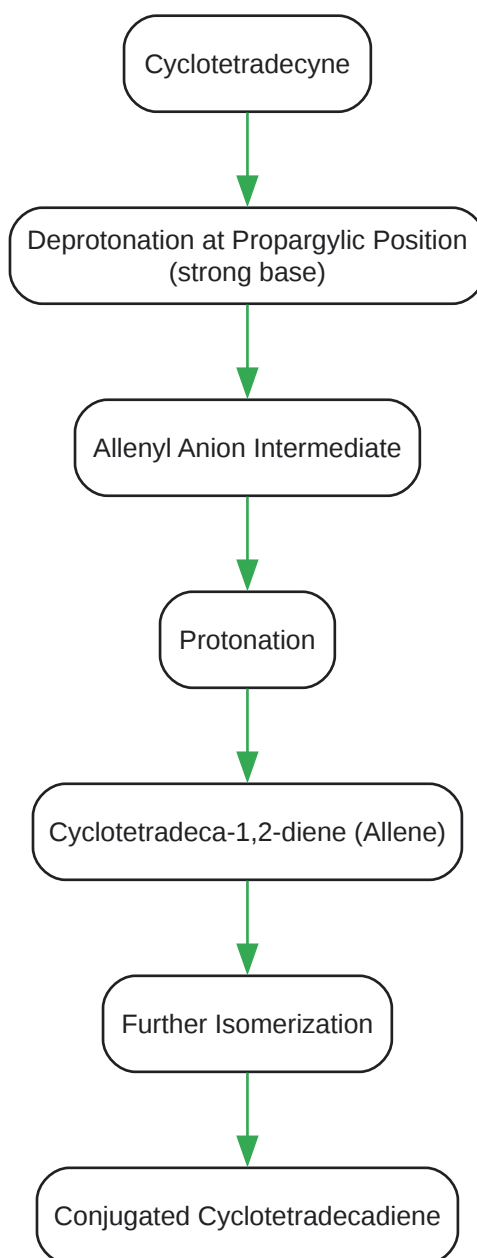 Cyclotetradecyne
Deprotonation at Propargylic Position
(strong base)
Allenyl Anion Intermediate
Protonation
Cyclotetradeca-1,2-diene (Allene)
Further Isomerization
Conjugated Cyclotetradecadiene